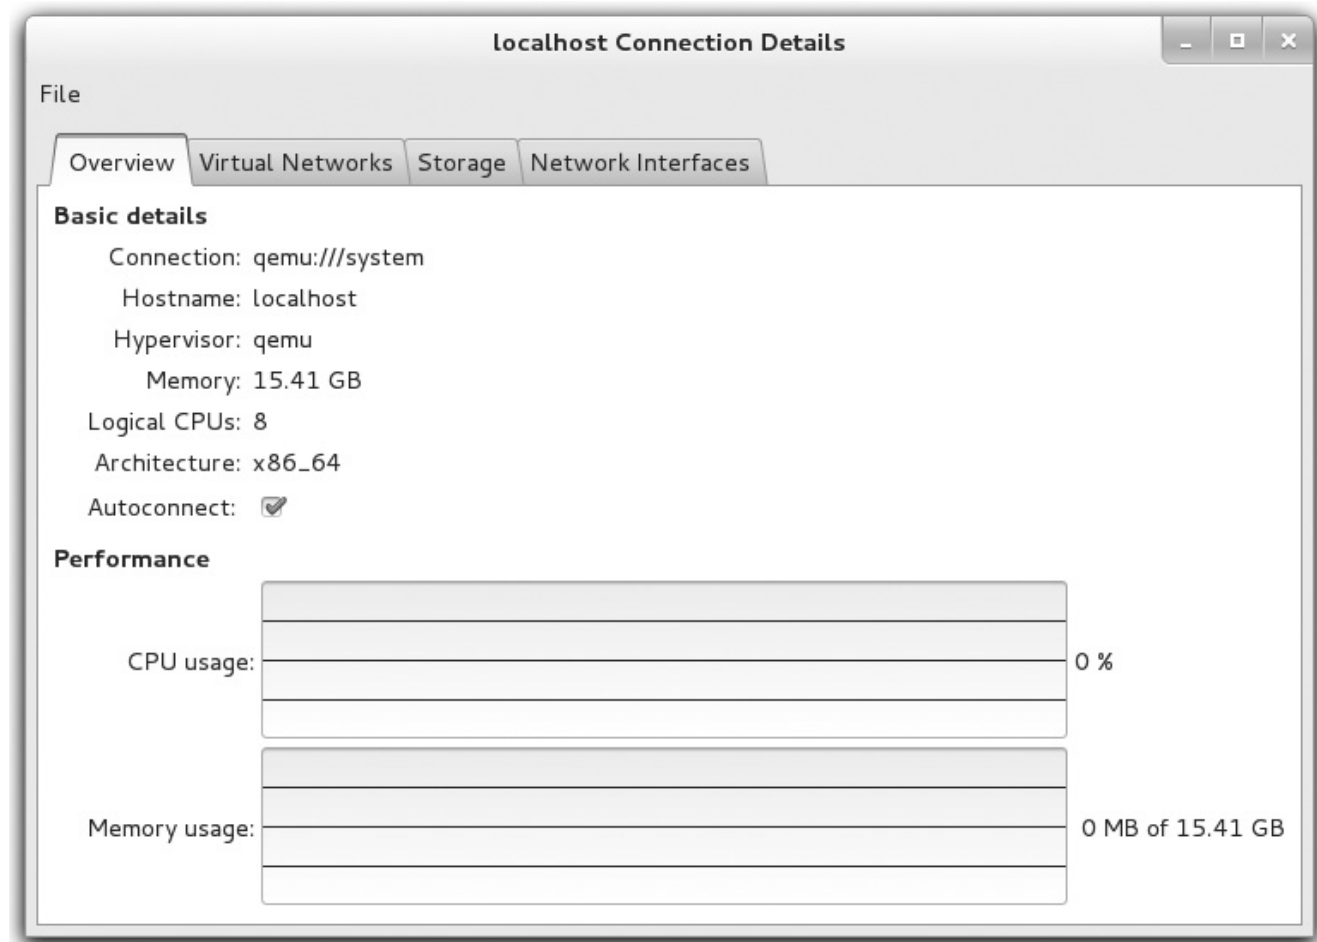 localhost Connection Details
File
Overview Virtual Networks Storage Network Interfaces
Basic details
Connection: qemu:///system
Hostname: localhost
Hypervisor: qemu
Memory: 15.41 GB
Logical CPUs: 8
Architecture: x86_64
Autoconnect:
Performance
CPU usage: 0 %
Memory usage: 0 MB of 15.41 GB